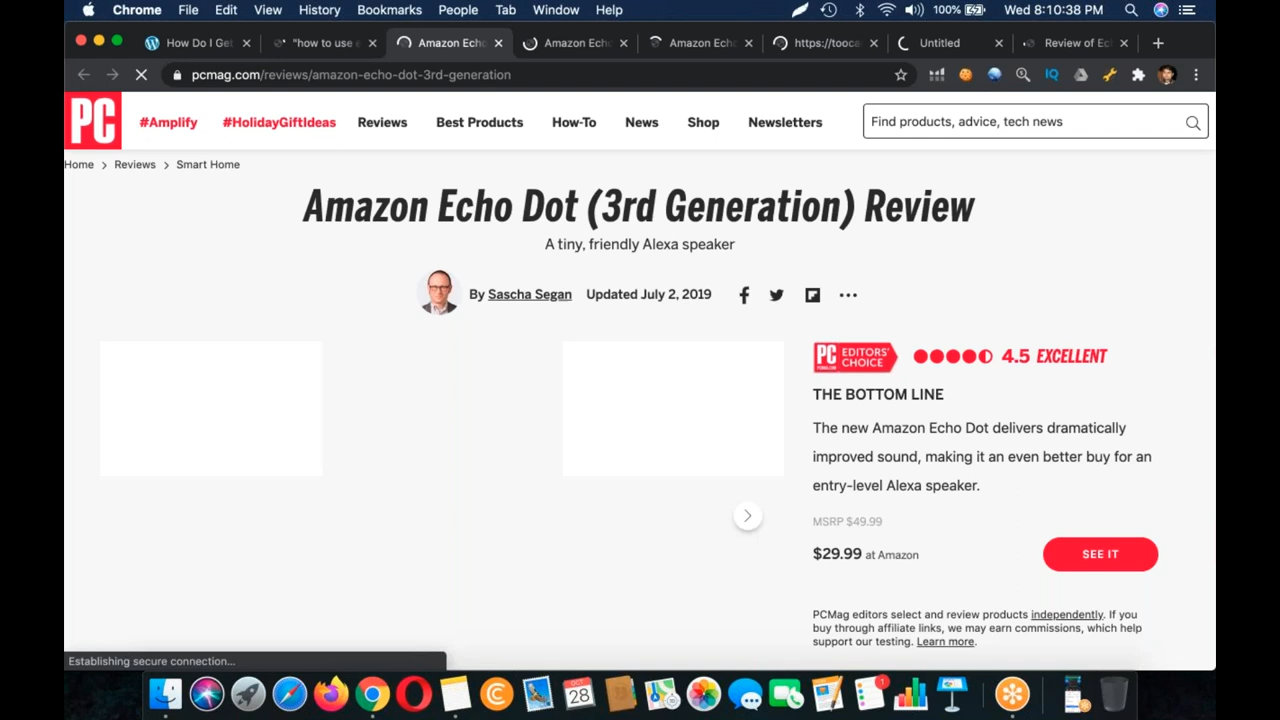 Chrome File Edit View History Bookmarks People Tab Window Help 100% Wed 8:10:38 PM
How Do I Get "how to use e Amazon Echo Amazon Echo Amazon Echo https://tooca Untitled Review of Ec
pcmag.com/reviews/amazon-echo-dot-3rd-generation IQ
PC #Amplify #HolidayGiftIdeas Reviews Best Products How-To News Shop Newsletters Find products, advice, tech news
Home > Reviews > Smart Home
Amazon Echo Dot (3rd Generation) Review
A tiny, friendly Alexa speaker
By Sascha Segan Updated July 2, 2019
PC PCMAG.COM EDITORS' CHOICE 4.5 EXCELLENT
THE BOTTOM LINE
The new Amazon Echo Dot delivers dramatically
improved sound, making it an even better buy for an
entry-level Alexa speaker.
MSRP $49.99
$29.99 at Amazon SEE IT
PCMag editors select and review products independently. If you
buy through affiliate links, we may earn commissions, which help
support our testing. Learn more.
Establishing secure connection...
OCT 28 1